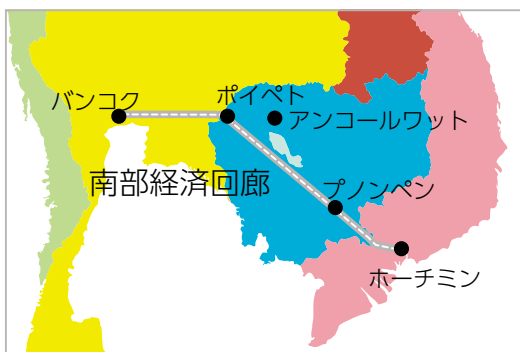 バンコク
ポイペト
アンコールワット
南部経済回廊
プノンペン
ホーチミン